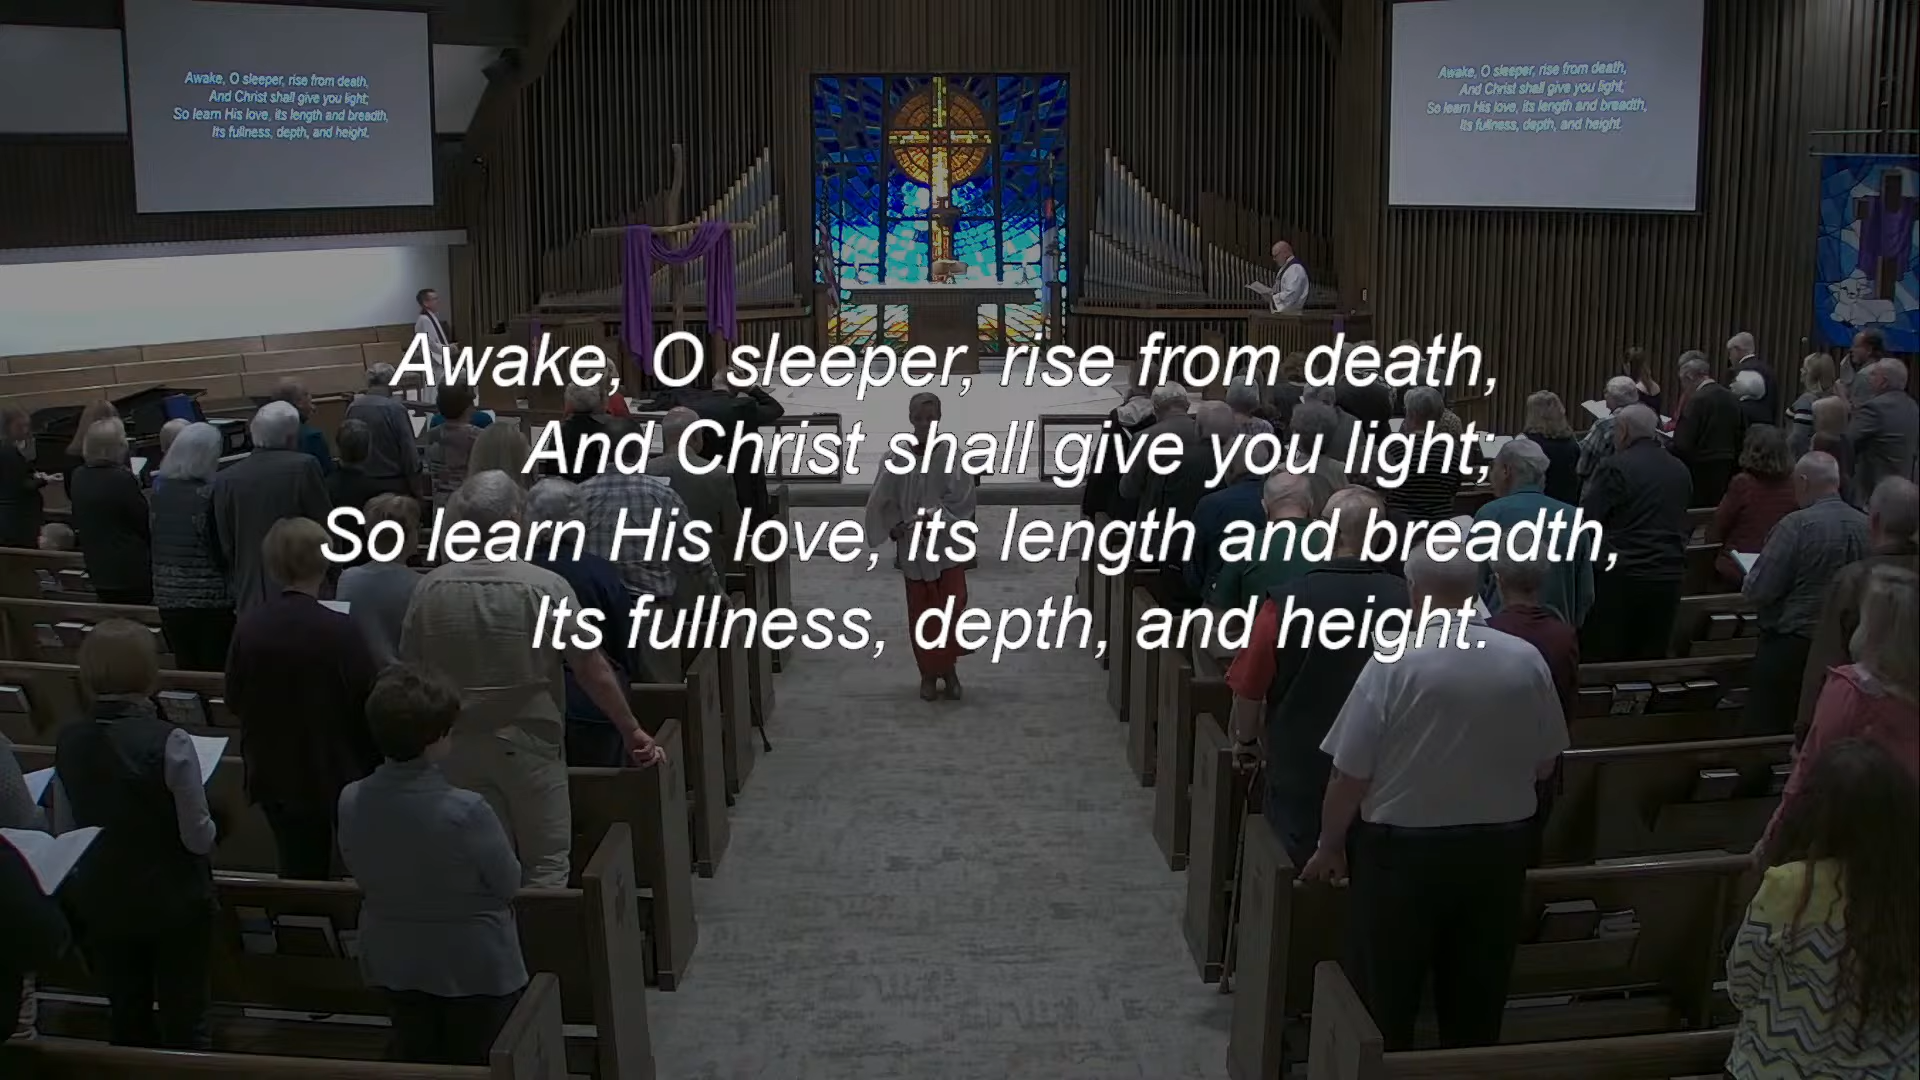 Awake, O sleeper, rise from death,
And Christ shall give you light;
So learn His love, its length and breadth,
Its fullness, depth, and height.
Awake, O sleeper, rise from death,
And Christ shall give you light;
So learn His love, its length and breadth,
Its fullness, depth, and height.
Awake, O sleeper, rise from death,
And Christ shall give you light;
So learn His love, its length and breadth,
Its fullness, depth, and height.